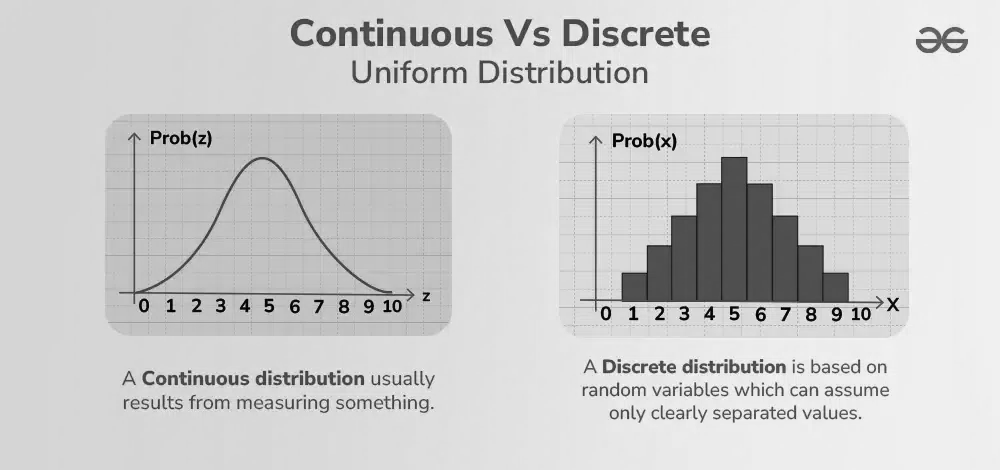 Continuous Vs Discrete
Uniform Distribution
Prob(z)
0 1 2 3 4 5 6 7 8 9 10 z
A Continuous distribution usually
results from measuring something.
Prob(x)
0 1 2 3 4 5 6 7 8 9 10 X
A Discrete distribution is based on
random variables which can assume
only clearly separated values.